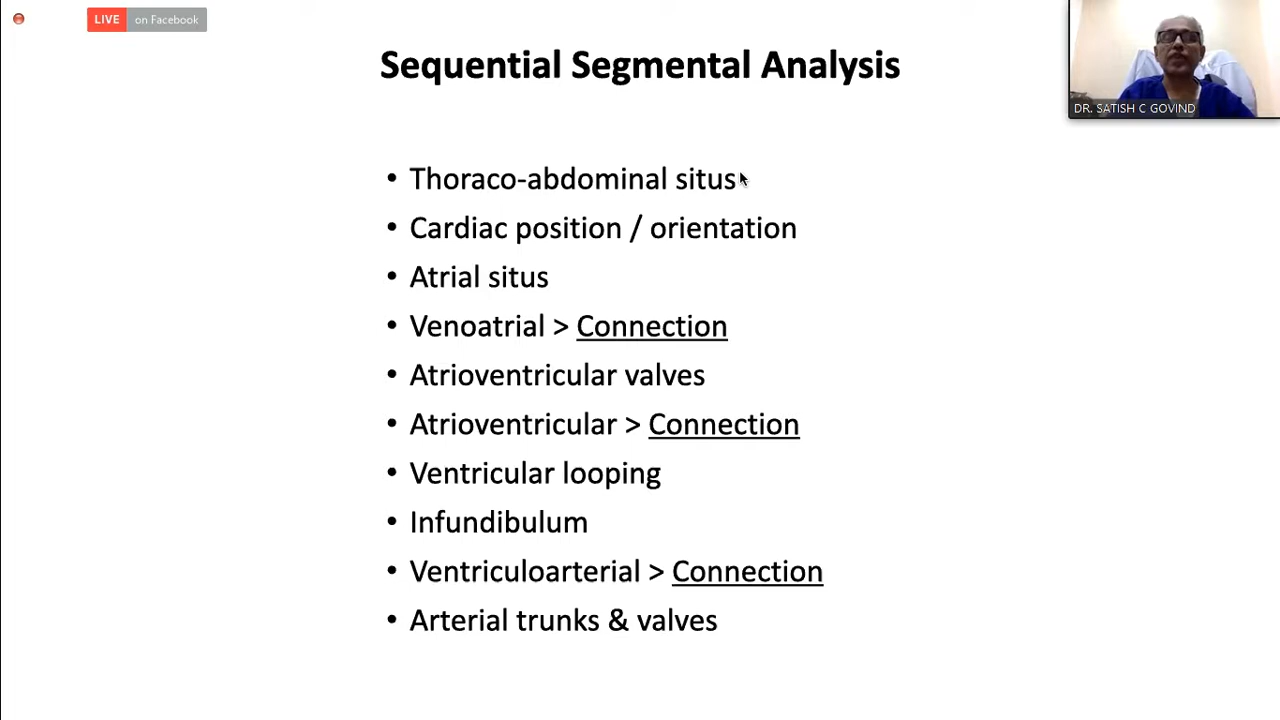 LIVE on Facebook
Sequential Segmental Analysis
DR. SATISH C GOVIND
• Thoraco-abdominal situs
• Cardiac position / orientation
• Atrial situs
• Venoatrial > Connection
• Atrioventricular valves
• Atrioventricular > Connection
• Ventricular looping
• Infundibulum
• Ventriculoarterial > Connection
• Arterial trunks & valves